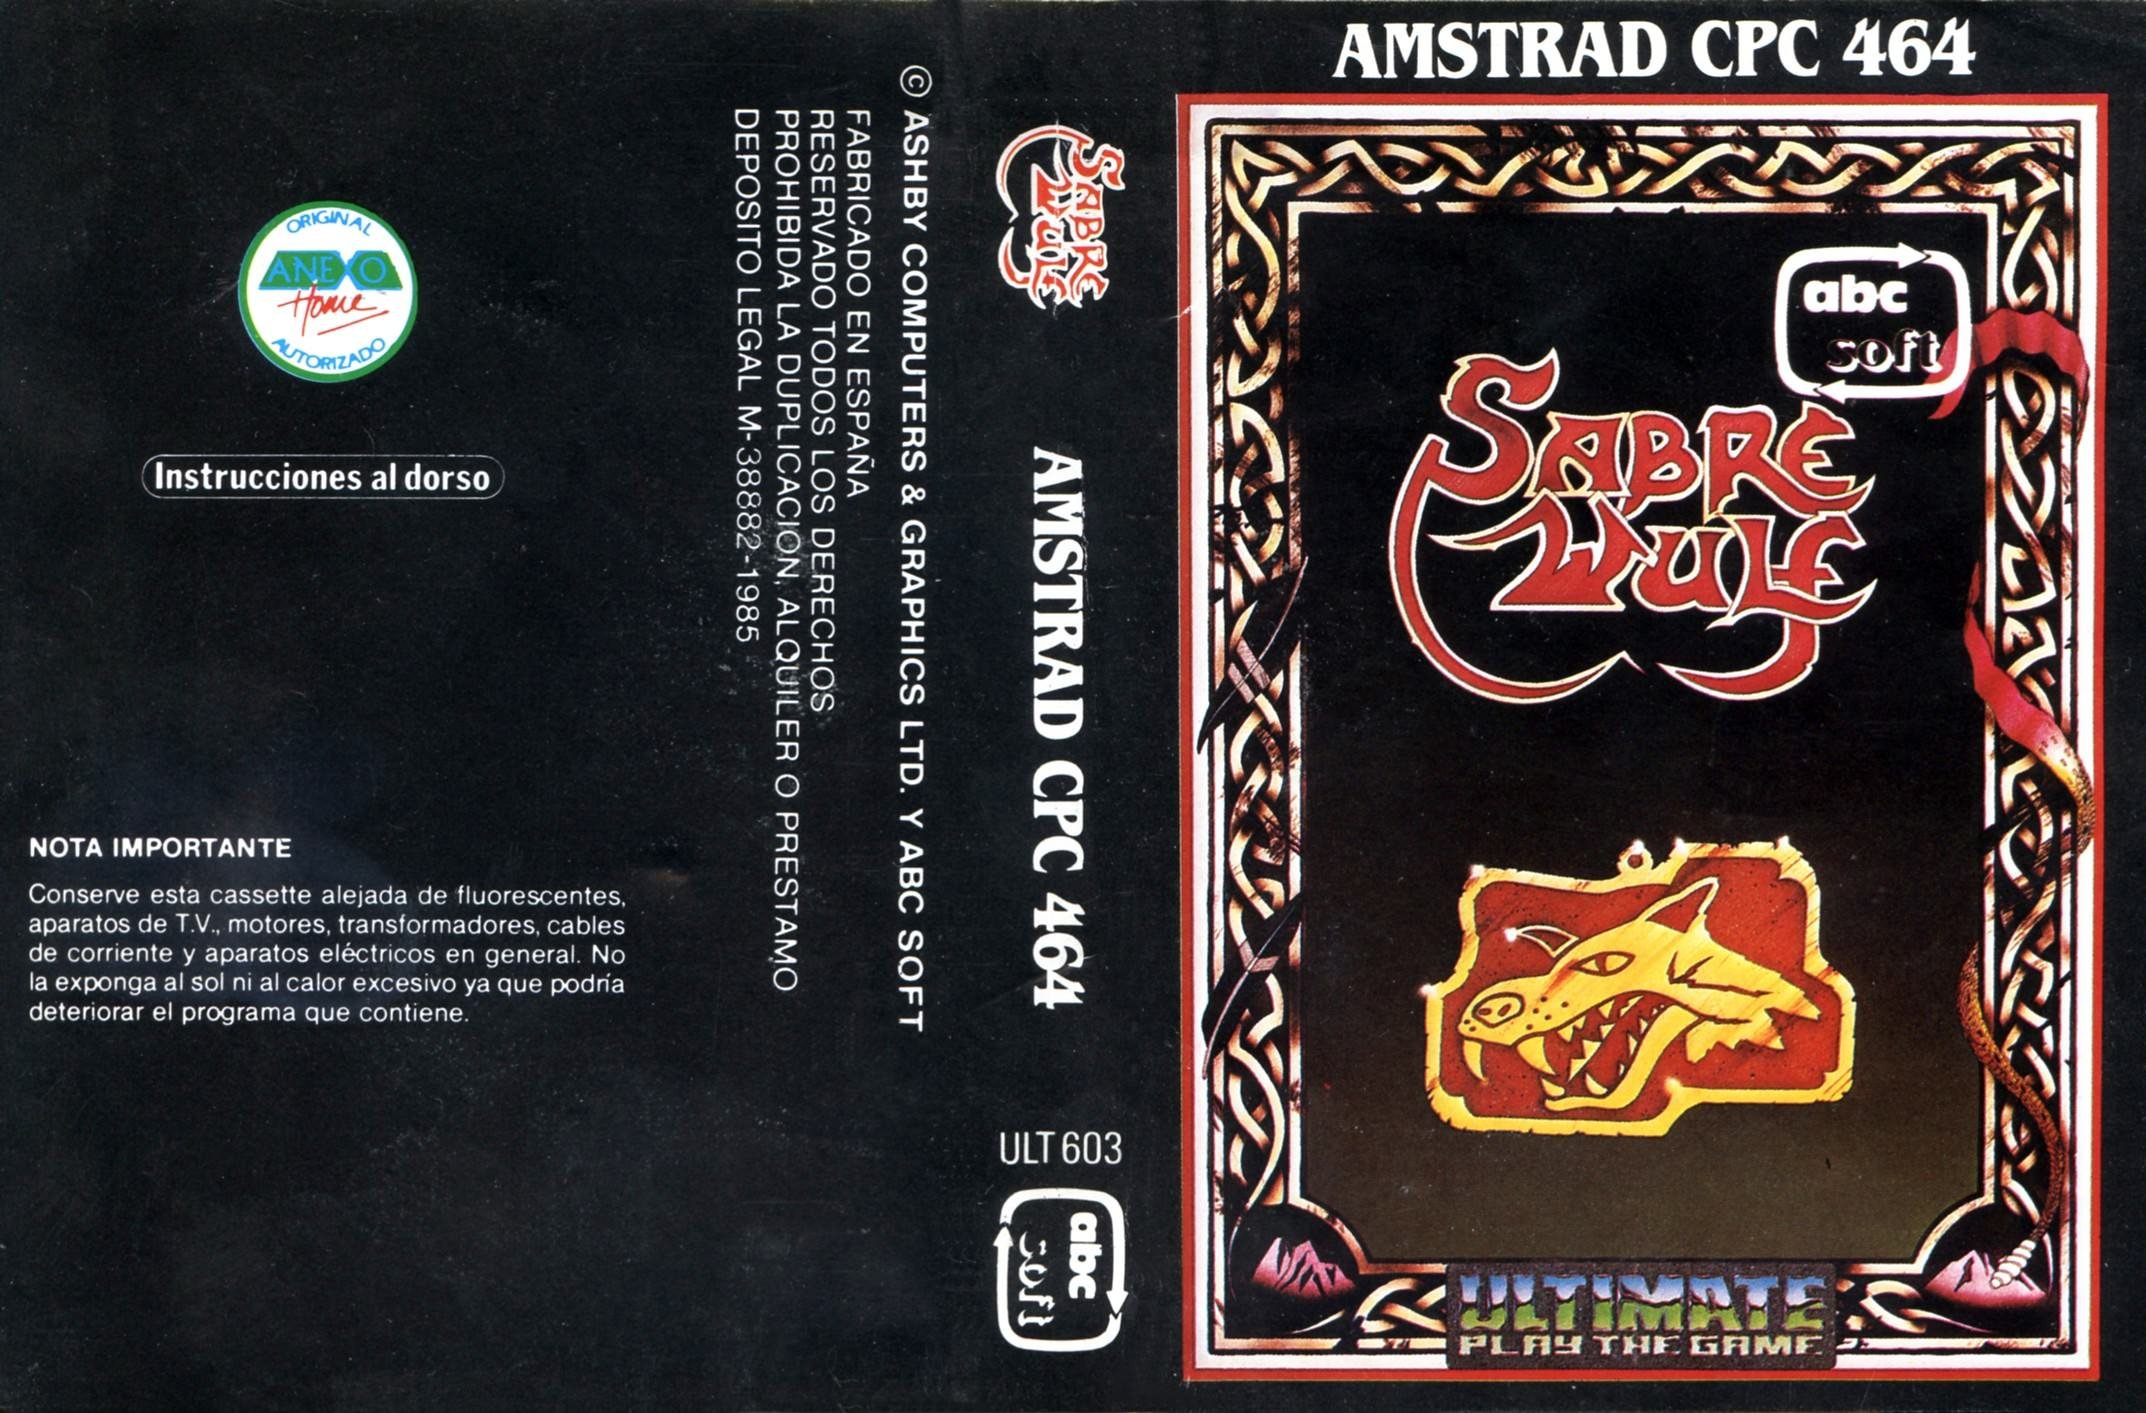 ORIGINAL
ANEXO
Home
AUTORIZADO
Instrucciones al dorso
NOTA IMPORTANTE
Conserve esta cassette alejada de fluorescentes,
aparatos de T.V., motores, transformadores, cables
de corriente y aparatos eléctricos en general. No
la exponga al sol ni al calor excesivo ya que podría
deteriorar el programa que contiene.
© ASHBY COMPUTERS & GRAPHICS LTD. Y ABC SOFT
FABRICADO EN ESPAÑA
RESERVADO TODOS LOS DERECHOS
PROHIBIDA LA DUPLICACION, ALQUILER O PRESTAMO
DEPOSITO LEGAL M-38882-1985
SABRE
WULF
AMSTRAD CPC 464
ULT 603
abc
soft
AMSTRAD CPC 464
abc
soft
SABRE
WULF
ULTIMATE
PLAY THE GAME